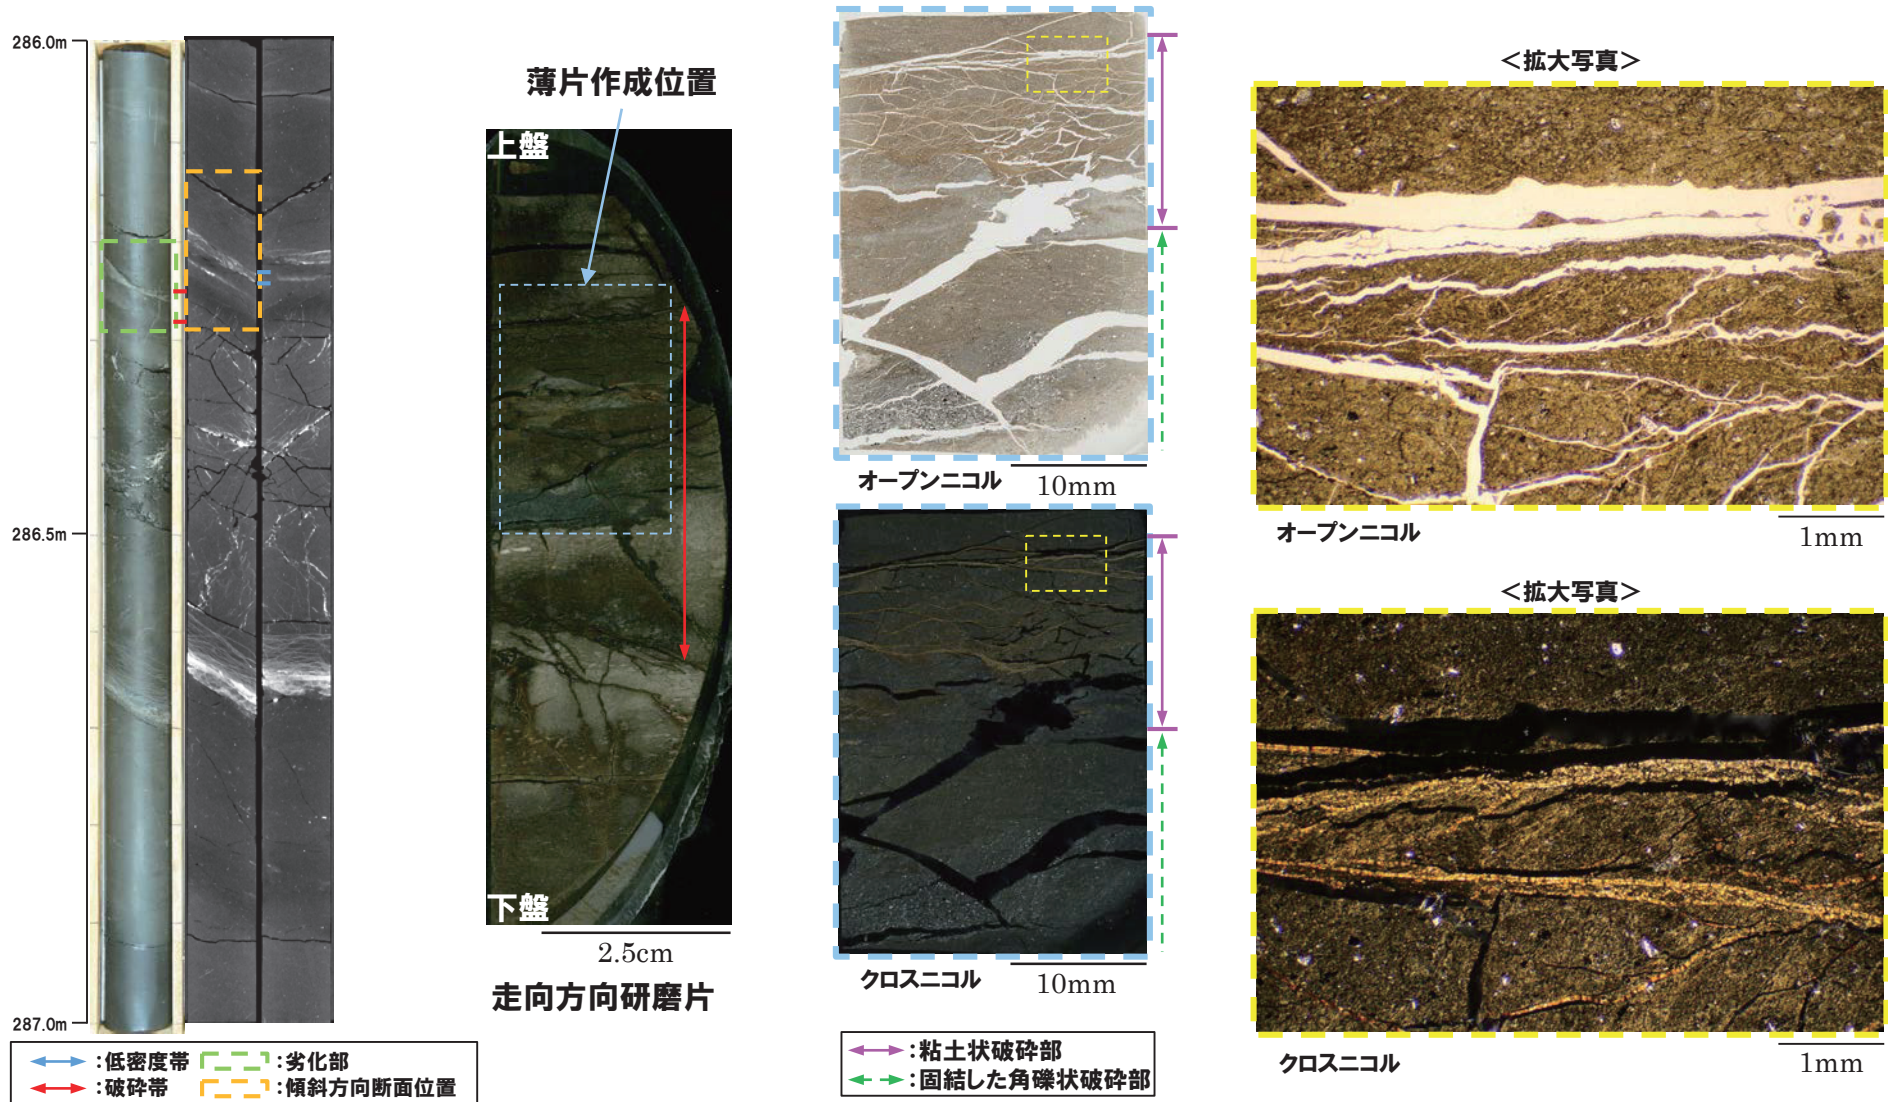 286.0m
286.5m
287.0m
:低密度帯
:劣化部
:破砕帯
:傾斜方向断面位置
薄片作成位置
上盤
下盤
2.5cm
走向方向研磨片
オープンニコル
10mm
クロスニコル
10mm
:粘土状破砕部
:固結した角礫状破砕部
<拡大写真>
オープンニコル
1mm
<拡大写真>
クロスニコル
1mm